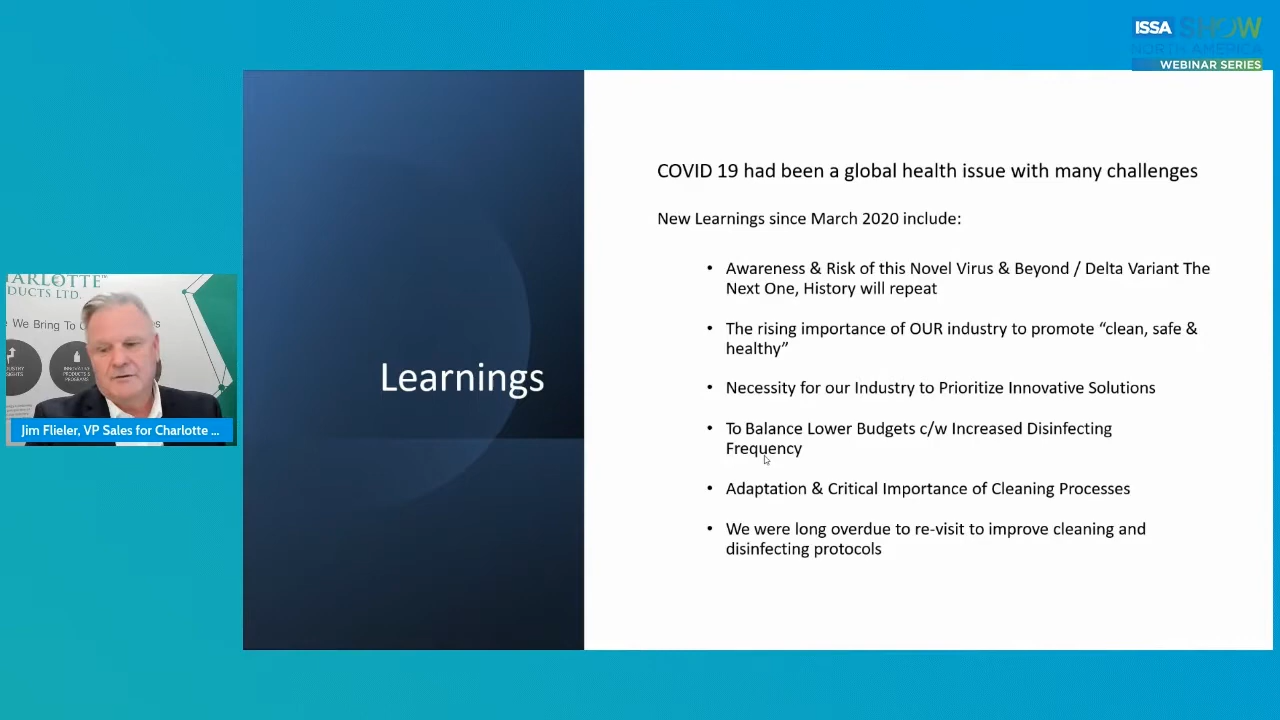 ISSA SHOW
NORTH AMERICA
WEBINAR SERIES
COVID 19 had been a global health issue with many challenges
New Learnings since March 2020 include:
• Awareness & Risk of this Novel Virus & Beyond / Delta Variant The
Next One, History will repeat
• The rising importance of OUR industry to promote “clean, safe &
healthy”
• Necessity for our Industry to Prioritize Innovative Solutions
• To Balance Lower Budgets c/w Increased Disinfecting
Frequency
• Adaptation & Critical Importance of Cleaning Processes
• We were long overdue to re-visit to improve cleaning and
disinfecting protocols
Learnings
We Bring To
Jim Flieler, VP Sales for Charlotte ...